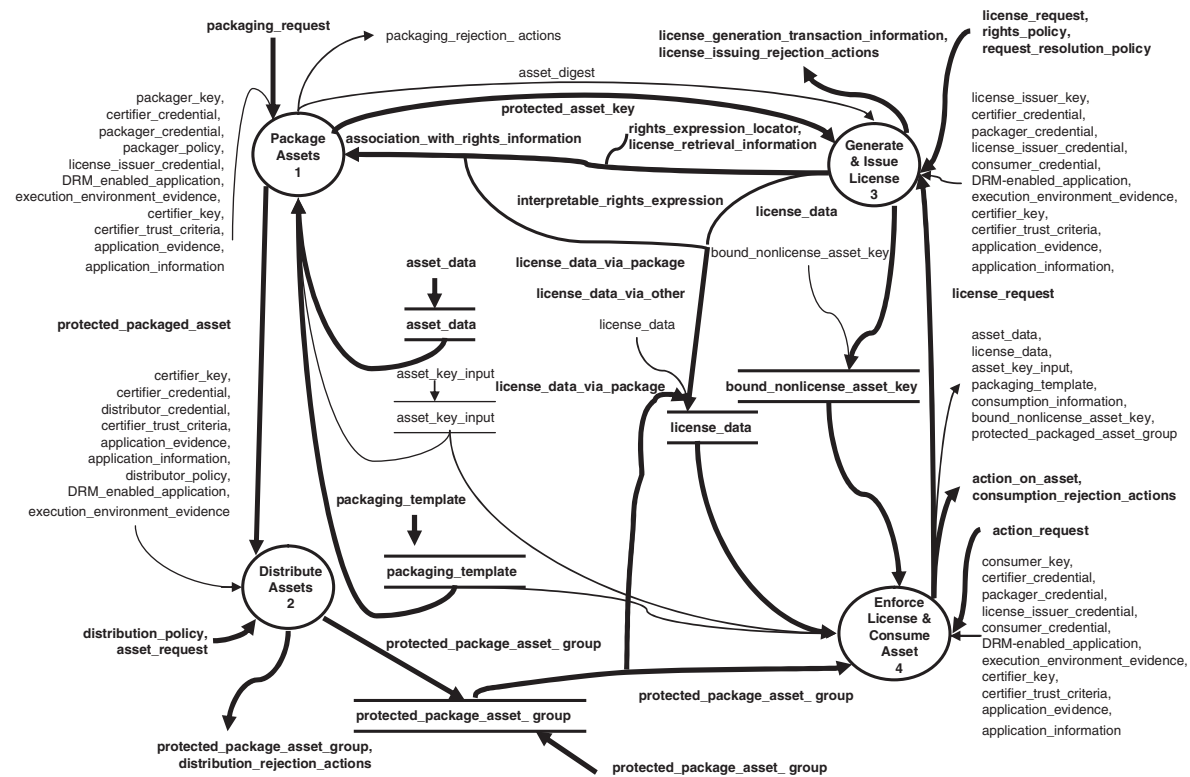 packaging_request
packaging_rejection_ actions
license_generation_transaction_information,
license_issuing_rejection_actions
license_request,
rights_policy,
request_resolution_policy
asset_digest
protected_asset_key
packager_key,
certifier_credential,
packager_credential,
packager_policy,
license_issuer_credential,
DRM_enabled_application,
execution_environment_evidence,
certifier_key,
certifier_trust_criteria,
application_evidence,
application_information
Package
Assets
1
association_with_rights_information
rights_expression_locator,
license_retrieval_information
Generate
& Issue
License
3
license_issuer_key,
certifier_credential,
packager_credential,
license_issuer_credential,
consumer_credential,
DRM-enabled_application,
execution_environment_evidence,
certifier_key,
certifier_trust_criteria,
application_evidence,
application_information,
interpretable_rights_expression
license_data
bound_nonlicense_asset_key
license_data_via_package
license_data_via_other
license_data
license_request
asset_data
asset_data
protected_packaged_asset
asset_key_input
asset_key_input
license_data_via_package
license_data
bound_nonlicense_asset_key
asset_data,
license_data,
asset_key_input,
packaging_template,
consumption_information,
bound_nonlicense_asset_key,
protected_packaged_asset_group
certifier_key,
certifier_credential,
distributor_credential,
certifier_trust_criteria,
application_evidence,
application_information,
distributor_policy,
DRM_enabled_application,
execution_environment_evidence
packaging_template
packaging_template
action_on_asset,
consumption_rejection_actions
action_request
Distribute
Assets
2
Enforce
License &
Consume
Asset
4
consumer_key,
certifier_credential,
packager_credential,
license_issuer_credential,
consumer_credential,
DRM-enabled_application,
execution_environment_evidence,
certifier_key,
certifier_trust_criteria,
application_evidence,
application_information
distribution_policy,
asset_request
protected_package_asset_ group
protected_package_asset_ group
protected_package_asset_ group
protected_package_asset_group,
distribution_rejection_actions
protected_package_asset_ group